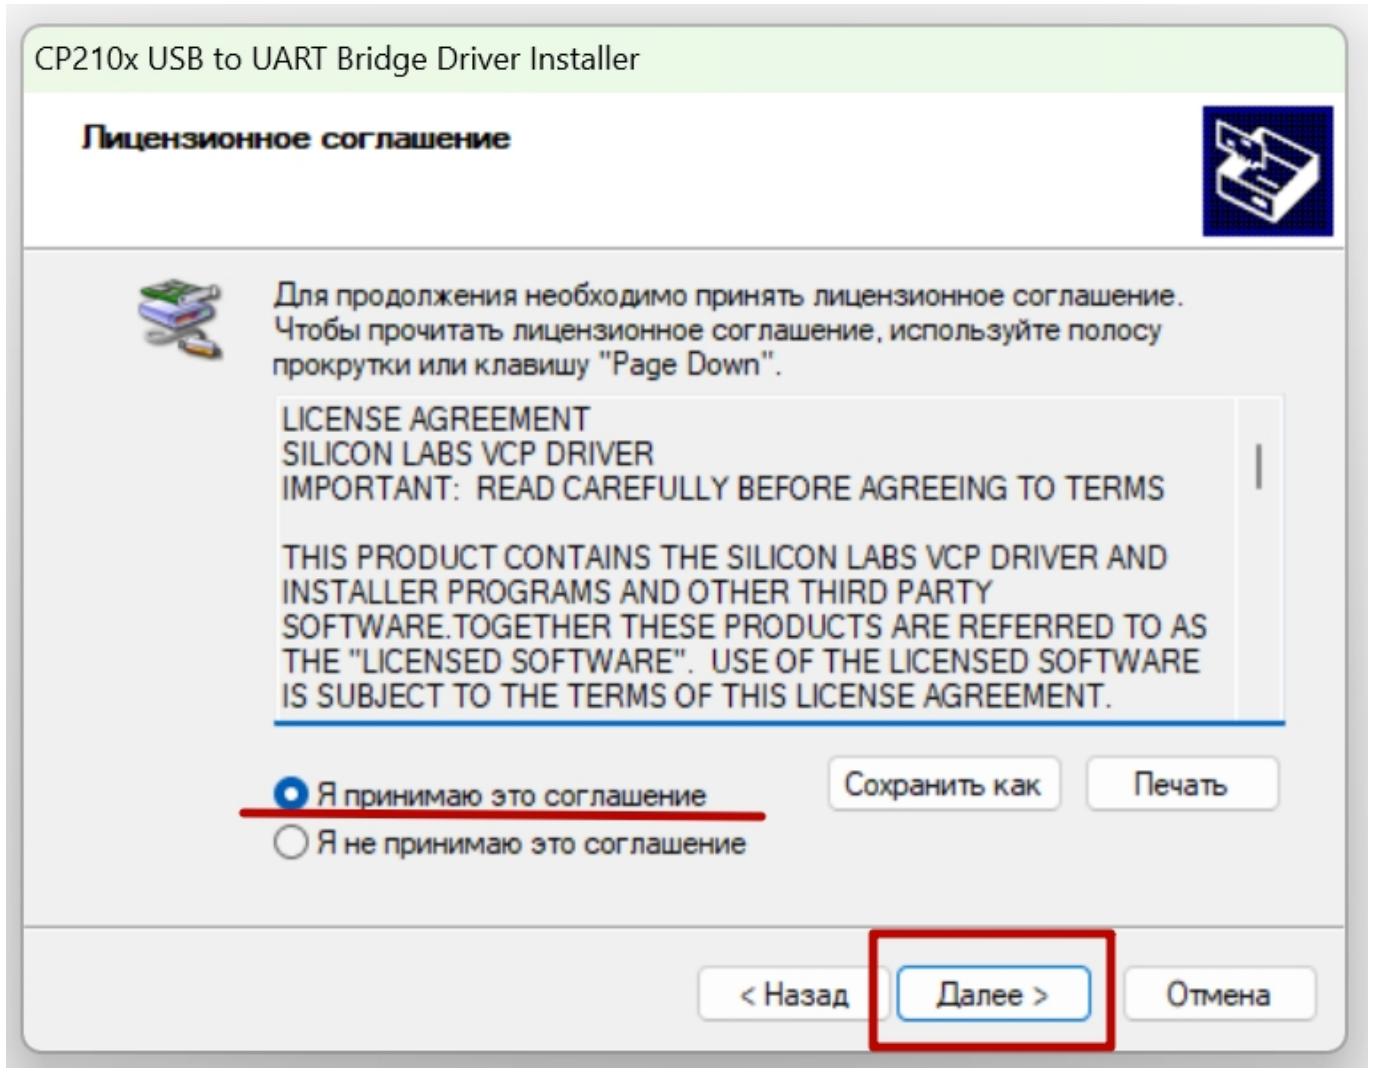 CP210x USB to UART Bridge Driver Installer
Лицензионное соглашение
Для продолжения необходимо принять лицензионное соглашение.
Чтобы прочитать лицензионное соглашение, используйте полосу
прокрутки или клавишу "Page Down".
LICENSE AGREEMENT
SILICON LABS VCP DRIVER
IMPORTANT:  READ CAREFULLY BEFORE AGREEING TO TERMS
THIS PRODUCT CONTAINS THE SILICON LABS VCP DRIVER AND
INSTALLER PROGRAMS AND OTHER THIRD PARTY
SOFTWARE.TOGETHER THESE PRODUCTS ARE REFERRED TO AS
THE "LICENSED SOFTWARE".  USE OF THE LICENSED SOFTWARE
IS SUBJECT TO THE TERMS OF THIS LICENSE AGREEMENT.
Я принимаю это соглашение
Сохранить как
Печать
Я не принимаю это соглашение
< Назад
Далее >
Отмена